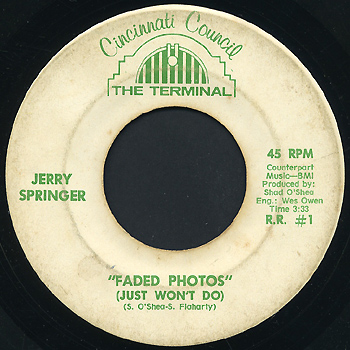 Cincinnati Council
THE TERMINAL
JERRY
SPRINGER
45 RPM
Counterpart
Music—BMI
Produced by:
Shad O'Shea
Eng.: Wes Owen
Time 3:33
R.R. #1
"FADED PHOTOS"
(JUST WON'T DO)
(S. O'Shea-S. Flaharty)